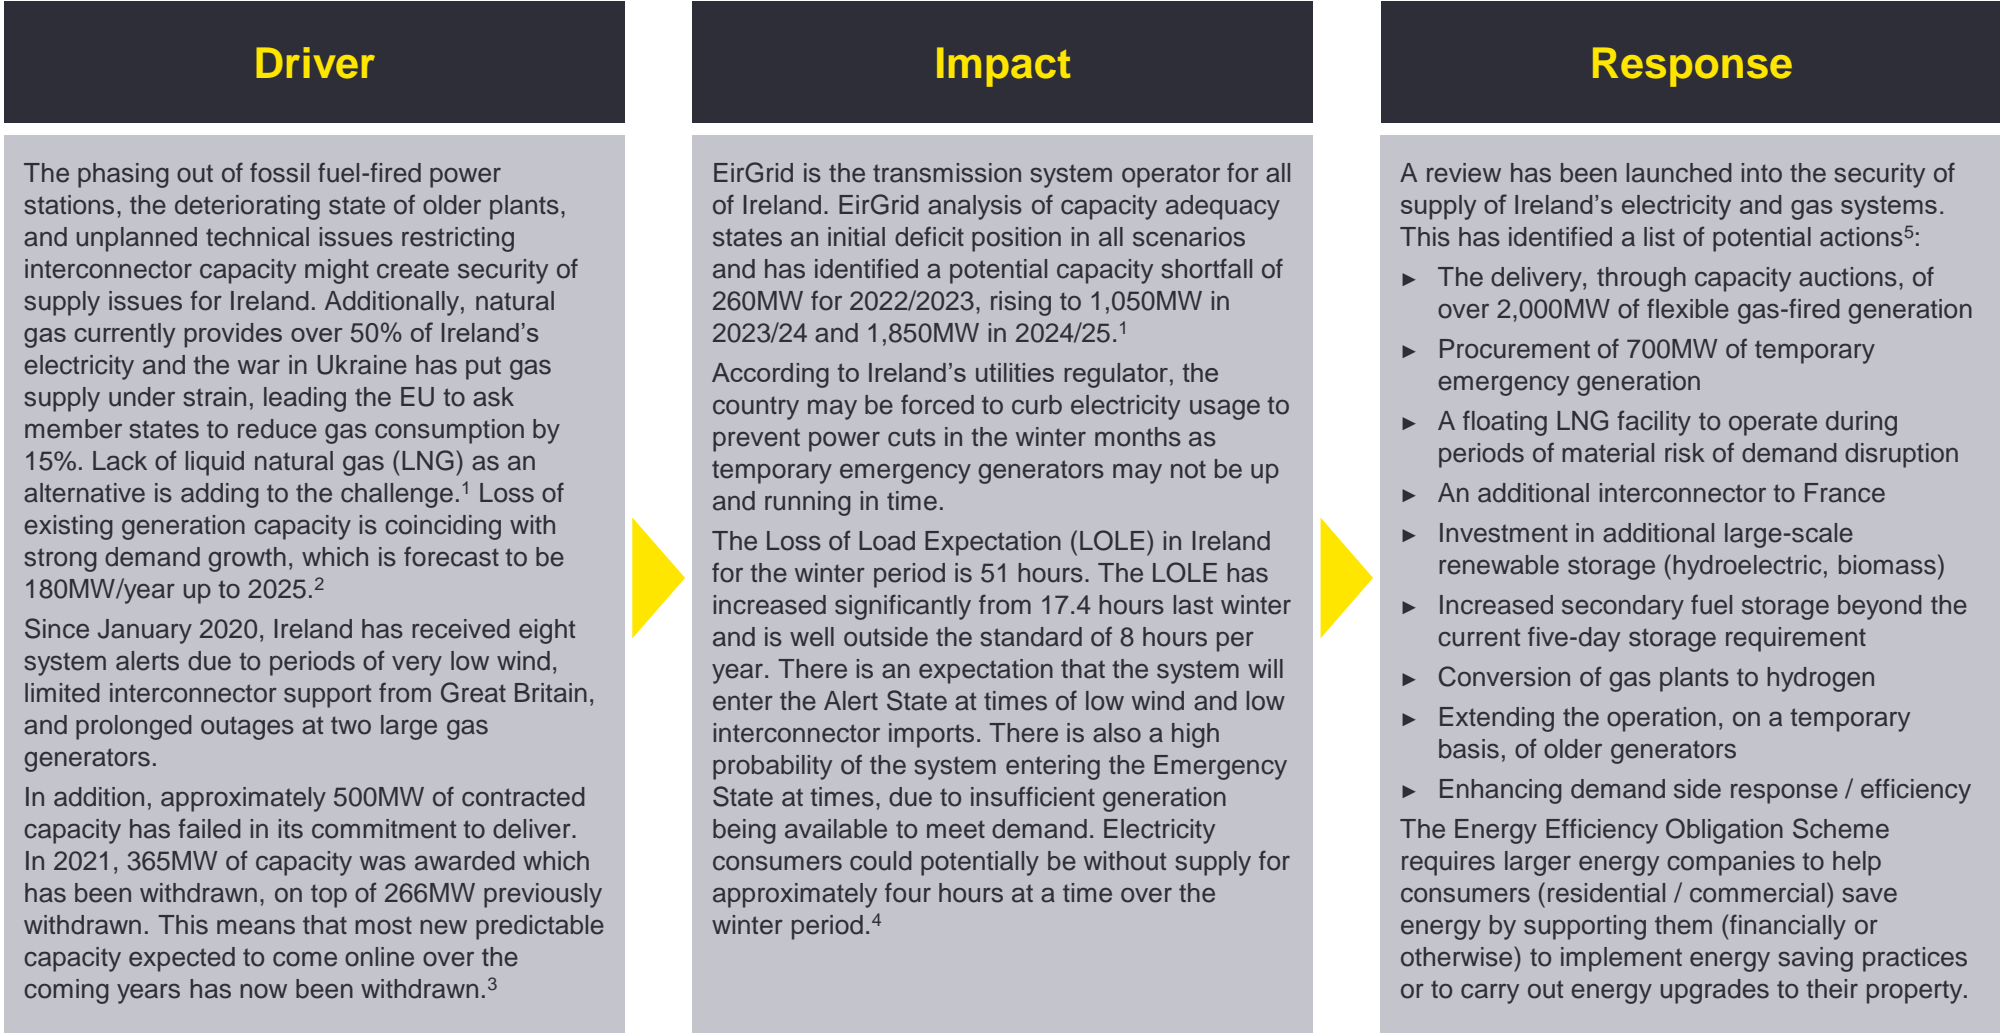 Driver
The phasing out of fossil fuel-fired power
stations, the deteriorating state of older plants,
and unplanned technical issues restricting
interconnector capacity might create security of
supply issues for Ireland. Additionally, natural
gas currently provides over 50% of Ireland’s
electricity and the war in Ukraine has put gas
supply under strain, leading the EU to ask
member states to reduce gas consumption by
15%. Lack of liquid natural gas (LNG) as an
alternative is adding to the challenge.¹ Loss of
existing generation capacity is coinciding with
strong demand growth, which is forecast to be
180MW/year up to 2025.²
Since January 2020, Ireland has received eight
system alerts due to periods of very low wind,
limited interconnector support from Great Britain,
and prolonged outages at two large gas
generators.
In addition, approximately 500MW of contracted
capacity has failed in its commitment to deliver.
In 2021, 365MW of capacity was awarded which
has been withdrawn, on top of 266MW previously
withdrawn. This means that most new predictable
capacity expected to come online over the
coming years has now been withdrawn.³
Impact
EirGrid is the transmission system operator for all
of Ireland. EirGrid analysis of capacity adequacy
states an initial deficit position in all scenarios
and has identified a potential capacity shortfall of
260MW for 2022/2023, rising to 1,050MW in
2023/24 and 1,850MW in 2024/25.¹
According to Ireland’s utilities regulator, the
country may be forced to curb electricity usage to
prevent power cuts in the winter months as
temporary emergency generators may not be up
and running in time.
The Loss of Load Expectation (LOLE) in Ireland
for the winter period is 51 hours. The LOLE has
increased significantly from 17.4 hours last winter
and is well outside the standard of 8 hours per
year. There is an expectation that the system will
enter the Alert State at times of low wind and low
interconnector imports. There is also a high
probability of the system entering the Emergency
State at times, due to insufficient generation
being available to meet demand. Electricity
consumers could potentially be without supply for
approximately four hours at a time over the
winter period.⁴
Response
A review has been launched into the security of
supply of Ireland’s electricity and gas systems.
This has identified a list of potential actions⁵:
► The delivery, through capacity auctions, of
over 2,000MW of flexible gas-fired generation
► Procurement of 700MW of temporary
emergency generation
► A floating LNG facility to operate during
periods of material risk of demand disruption
► An additional interconnector to France
► Investment in additional large-scale
renewable storage (hydroelectric, biomass)
► Increased secondary fuel storage beyond the
current five-day storage requirement
► Conversion of gas plants to hydrogen
► Extending the operation, on a temporary
basis, of older generators
► Enhancing demand side response / efficiency
The Energy Efficiency Obligation Scheme
requires larger energy companies to help
consumers (residential / commercial) save
energy by supporting them (financially or
otherwise) to implement energy saving practices
or to carry out energy upgrades to their property.